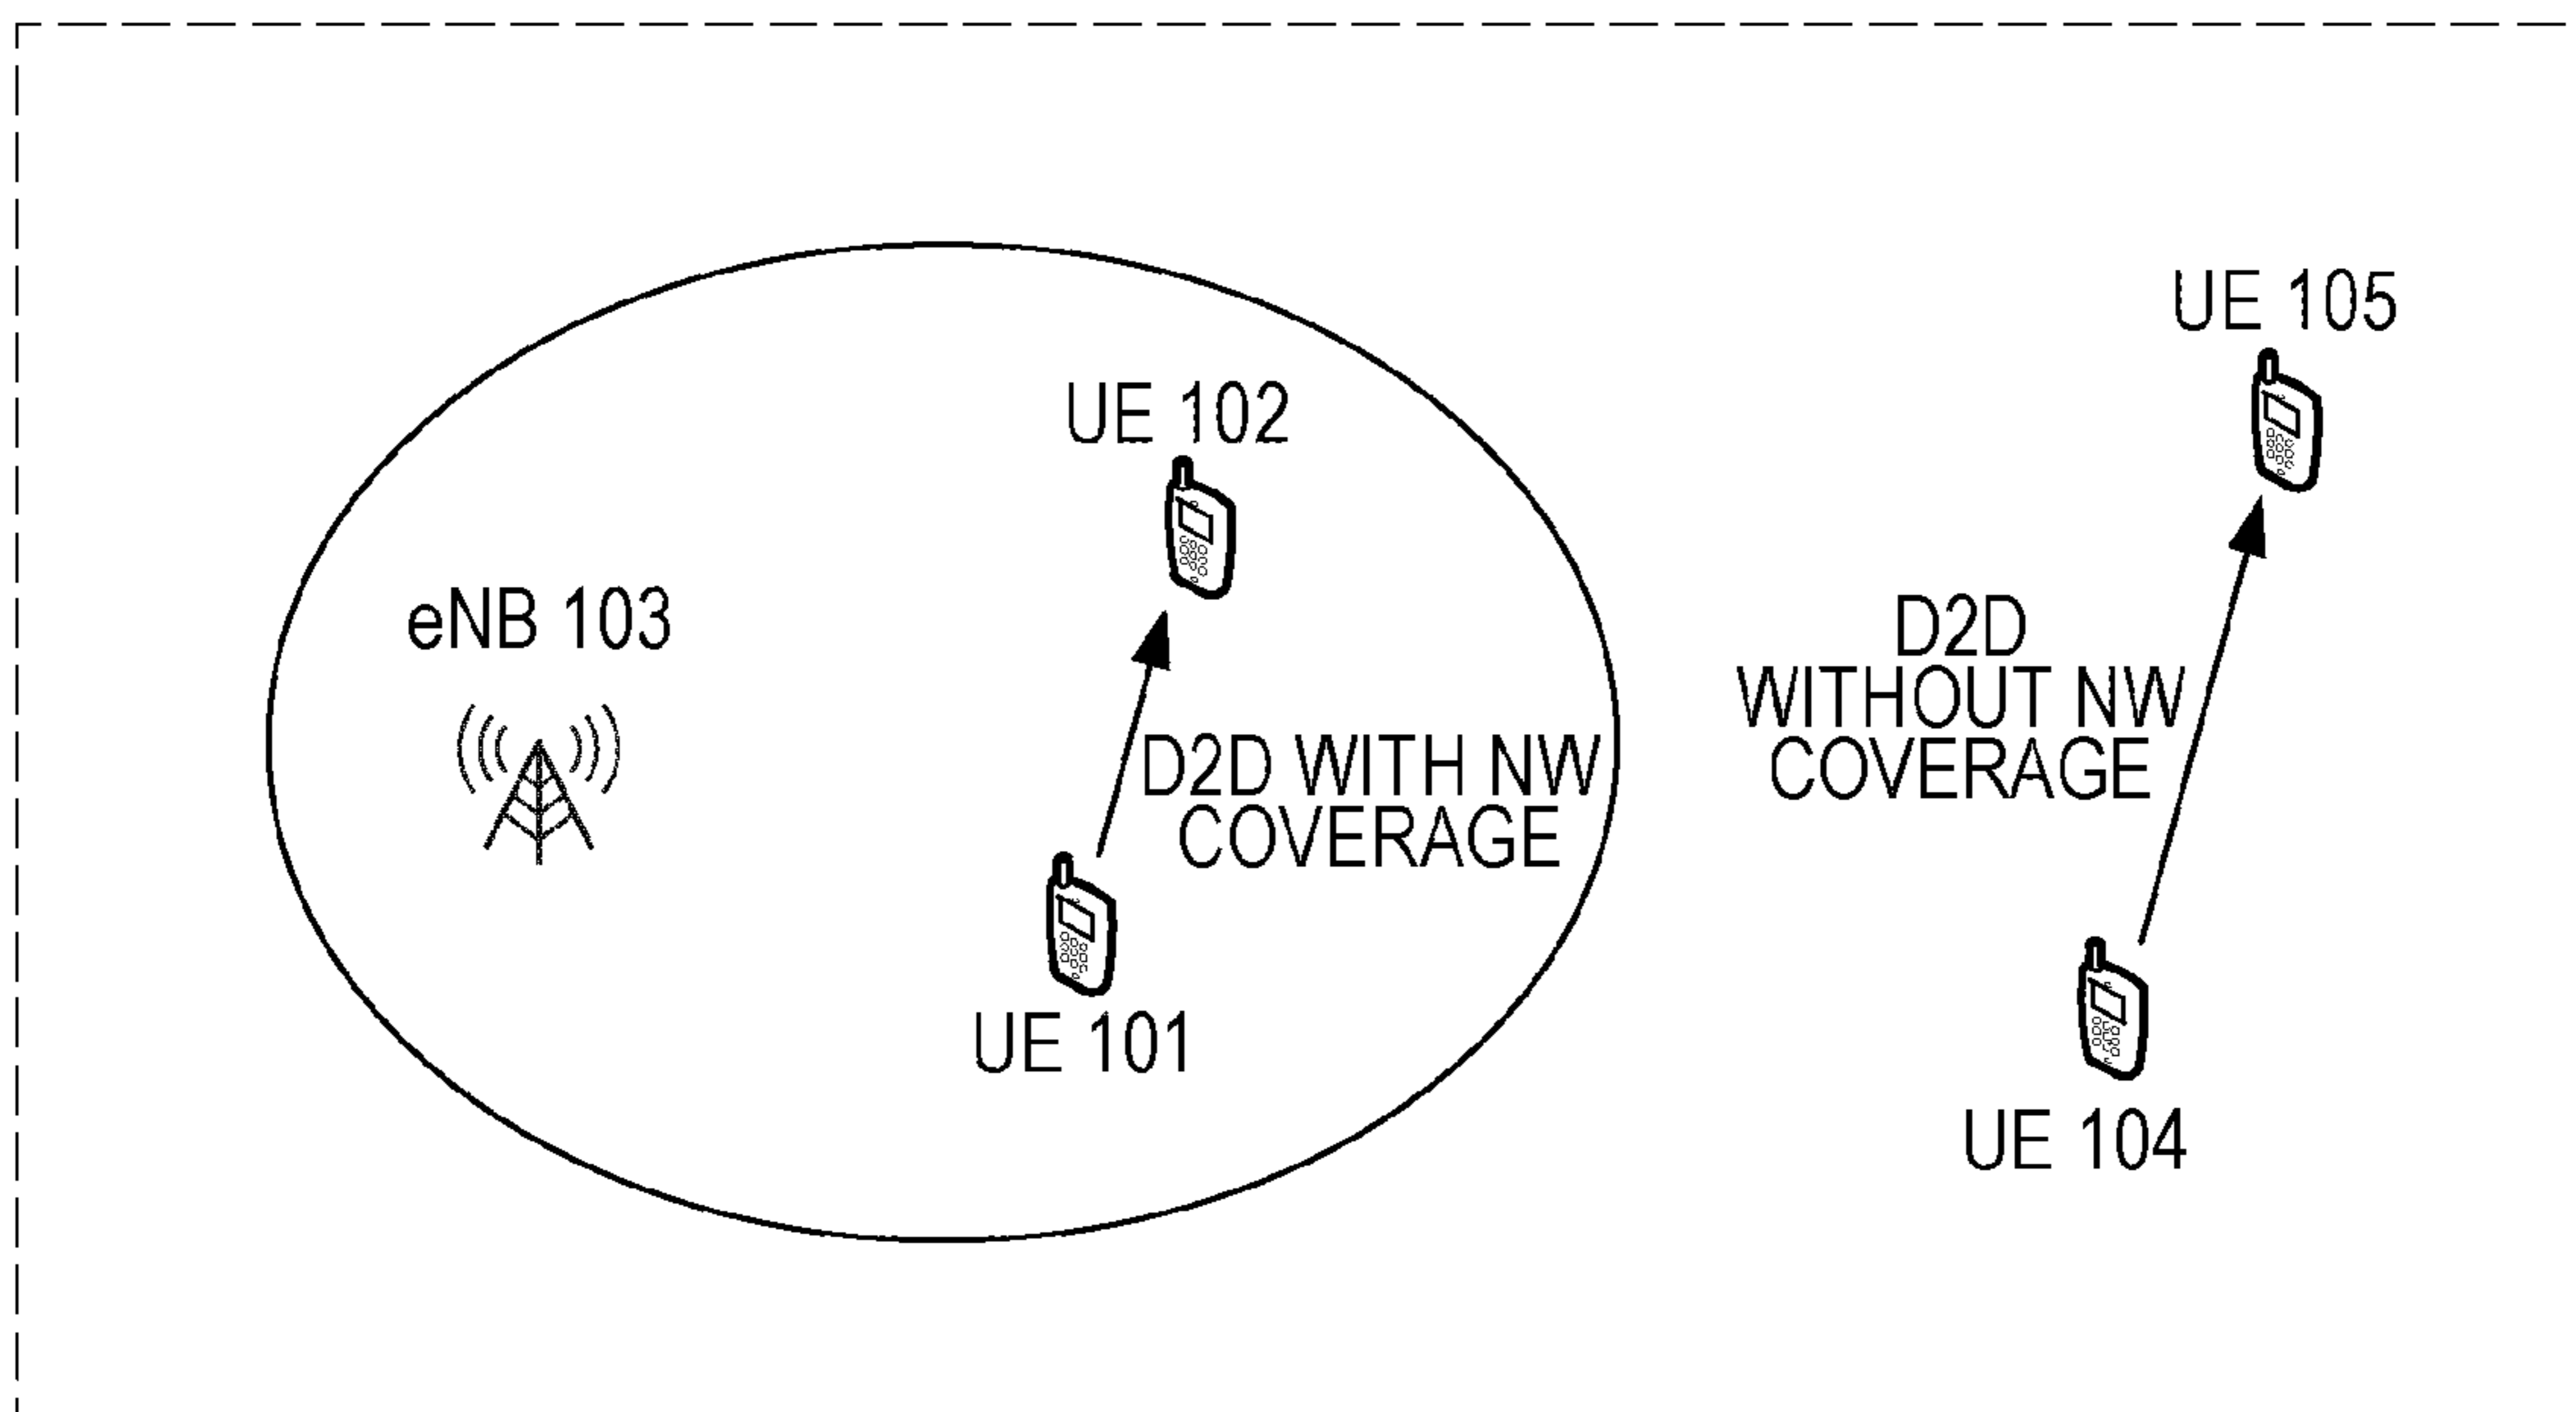 UE 105
UE 102
eNB 103
D2D
WITHOUT NW
COVERAGE
D2D WITH NW
COVERAGE
UE 101
UE 104